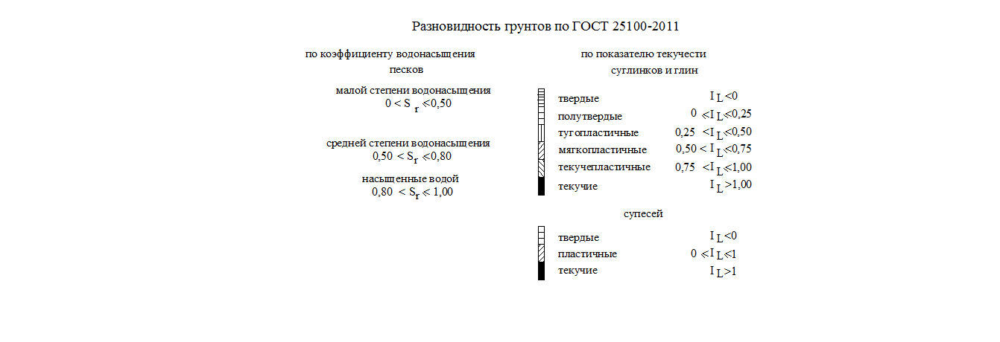 Разновидность грунтов по ГОСТ 25100-2011
по коэффициенту водонасыщения
песков
малой степени водонасыщения
0 < S r ⩽0,50
средней степени водонасыщения
0,50 < Sr ⩽0,80
насыщенные водой
0,80 < Sr ⩽ 1,00
по показателю текучести
суглинков и глин
твердые I L <0
полутвердые 0 ⩽I L⩽0,25
тугопластичные 0,25 <I L⩽0,50
мягкопластичные 0,50 < I L⩽0,75
текучепластичные 0,75 <I L⩽1,00
текучие I L >1,00
супесей
твердые I L <0
пластичные 0 ⩽I L⩽1
текучие I L >1